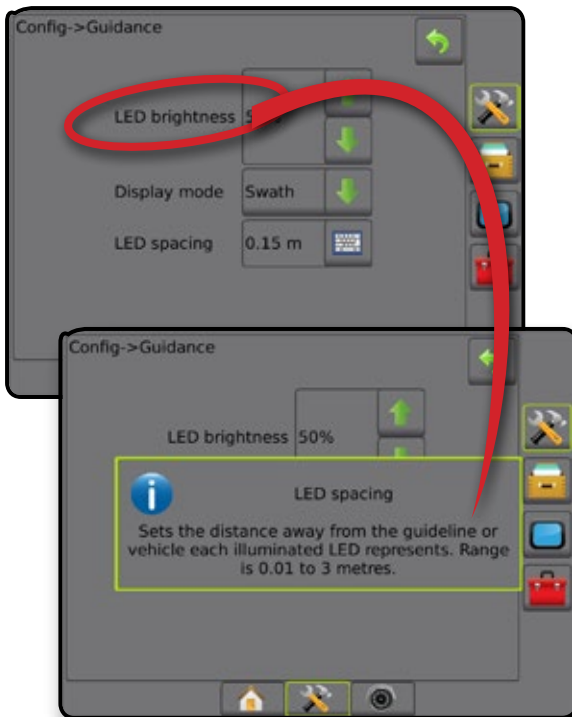 Config->Guidance
LED brightness
Display mode Swath
LED spacing 0.15 m
Config->Guidance
LED brightness 50%
LED spacing
Sets the distance away from the guideline or
vehicle each illuminated LED represents. Range
is 0.01 to 3 metres.